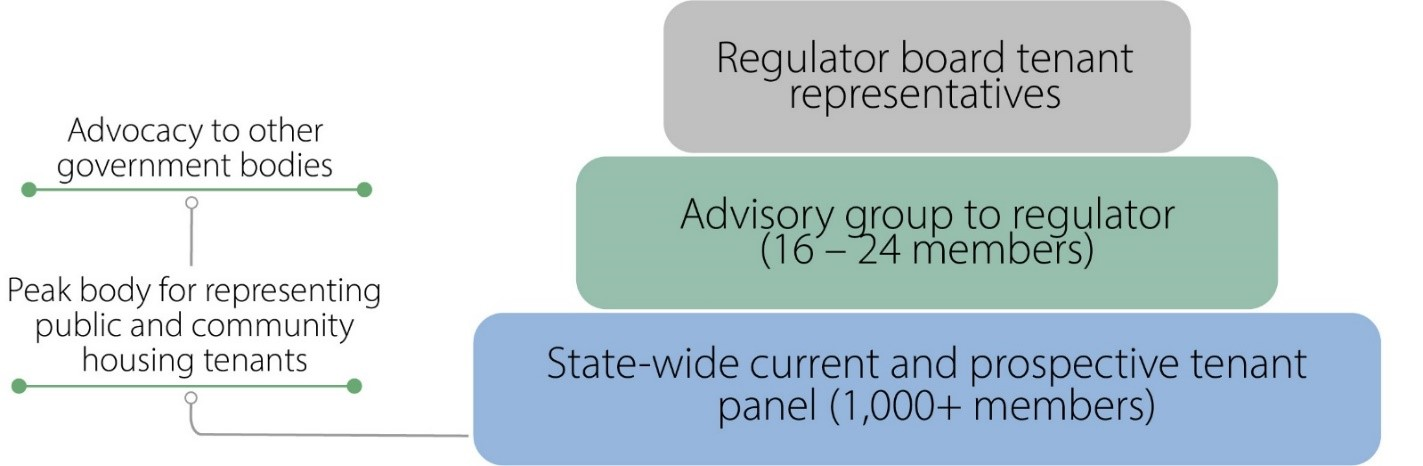 Regulator board tenant
representatives
Advocacy to other
government bodies
Advisory group to regulator
(16 – 24 members)
Peak body for representing
public and community
housing tenants
State-wide current and prospective tenant
panel (1,000+ members)